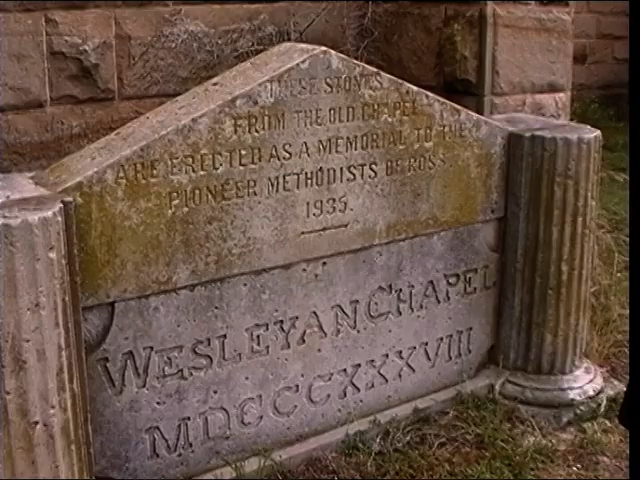 THESE STONES
FROM THE OLD CHAPEL
ARE ERECTED AS A MEMORIAL TO THE
PIONEER METHODISTS OF ROSS.
1935.
WESLEYAN CHAPEL
MDCCCXXXVIII